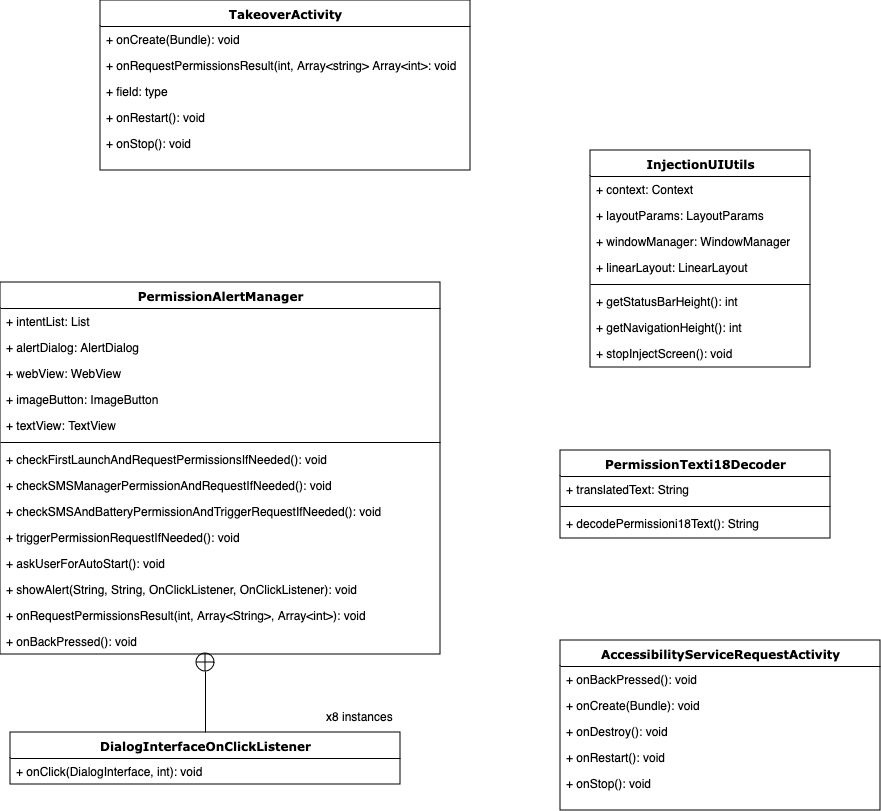 TakeoverActivity
+ onCreate(Bundle): void
+ onRequestPermissionsResult(int, Array<string> Array<int>: void
+ field: type
+ onRestart(): void
+ onStop(): void
InjectionUIUtils
+ context: Context
+ layoutParams: LayoutParams
+ windowManager: WindowManager
+ linearLayout: LinearLayout
+ getStatusBarHeight(): int
+ getNavigationHeight(): int
+ stopInjectScreen(): void
PermissionAlertManager
+ intentList: List
+ alertDialog: AlertDialog
+ webView: WebView
+ imageButton: ImageButton
+ textView: TextView
+ checkFirstLaunchAndRequestPermissionsIfNeeded(): void
+ checkSMSManagerPermissionAndRequestIfNeeded(): void
+ checkSMSAndBatteryPermissionAndTriggerRequestIfNeeded(): void
+ triggerPermissionRequestIfNeeded(): void
+ askUserForAutoStart(): void
+ showAlert(String, String, OnClickListener, OnClickListener): void
+ onRequestPermissionsResult(int, Array<String>, Array<int>): void
+ onBackPressed(): void
PermissionTexti18Decoder
+ translatedText: String
+ decodePermissioni18Text(): String
x8 instances
DialogInterfaceOnClickListener
+ onClick(DialogInterface, int): void
AccessibilityServiceRequestActivity
+ onBackPressed(): void
+ onCreate(Bundle): void
+ onDestroy(): void
+ onRestart(): void
+ onStop(): void